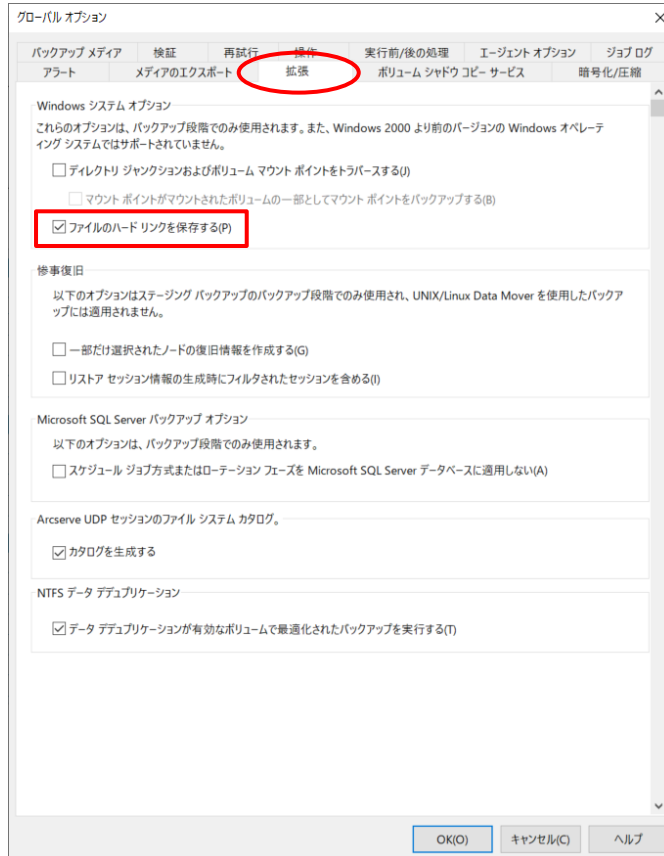 グローバル オプション
バックアップ メディア 検証 再試行 操作 実行前/後の処理 エージェント オプション ジョブ ログ
アラート メディアのエクスポート 拡張 ボリューム シャドウ コピー サービス 暗号化/圧縮
Windows システム オプション
これらのオプションは、バックアップ段階でのみ使用されます。また、Windows 2000 より前のバージョンの Windows オペレーテ
ィング システムではサポートされていません。
ディレクトリ ジャンクションおよびボリューム マウント ポイントをトラバースする(J)
マウント ポイントがマウントされたボリュームの一部としてマウント ポイントをバックアップする(B)
ファイルのハード リンクを保存する(P)
惨事復旧
以下のオプションはステージング バックアップのバックアップ段階でのみ使用され、UNIX/Linux Data Mover を使用したバックア
ップには適用されません。
一部だけ選択されたノードの復旧情報を作成する(G)
リストア セッション情報の生成時にフィルタされたセッションを含める(I)
Microsoft SQL Server バックアップ オプション
以下のオプションは、バックアップ段階でのみ使用されます。
スケジュール ジョブ方式またはローテーション フェーズを Microsoft SQL Server データベースに適用しない(A)
Arcserve UDP セッションのファイル システム カタログ。
カタログを生成する
NTFS データ デデュプリケーション
データ デデュプリケーションが有効なボリュームで最適化されたバックアップを実行する(T)
OK(O) キャンセル(C) ヘルプ